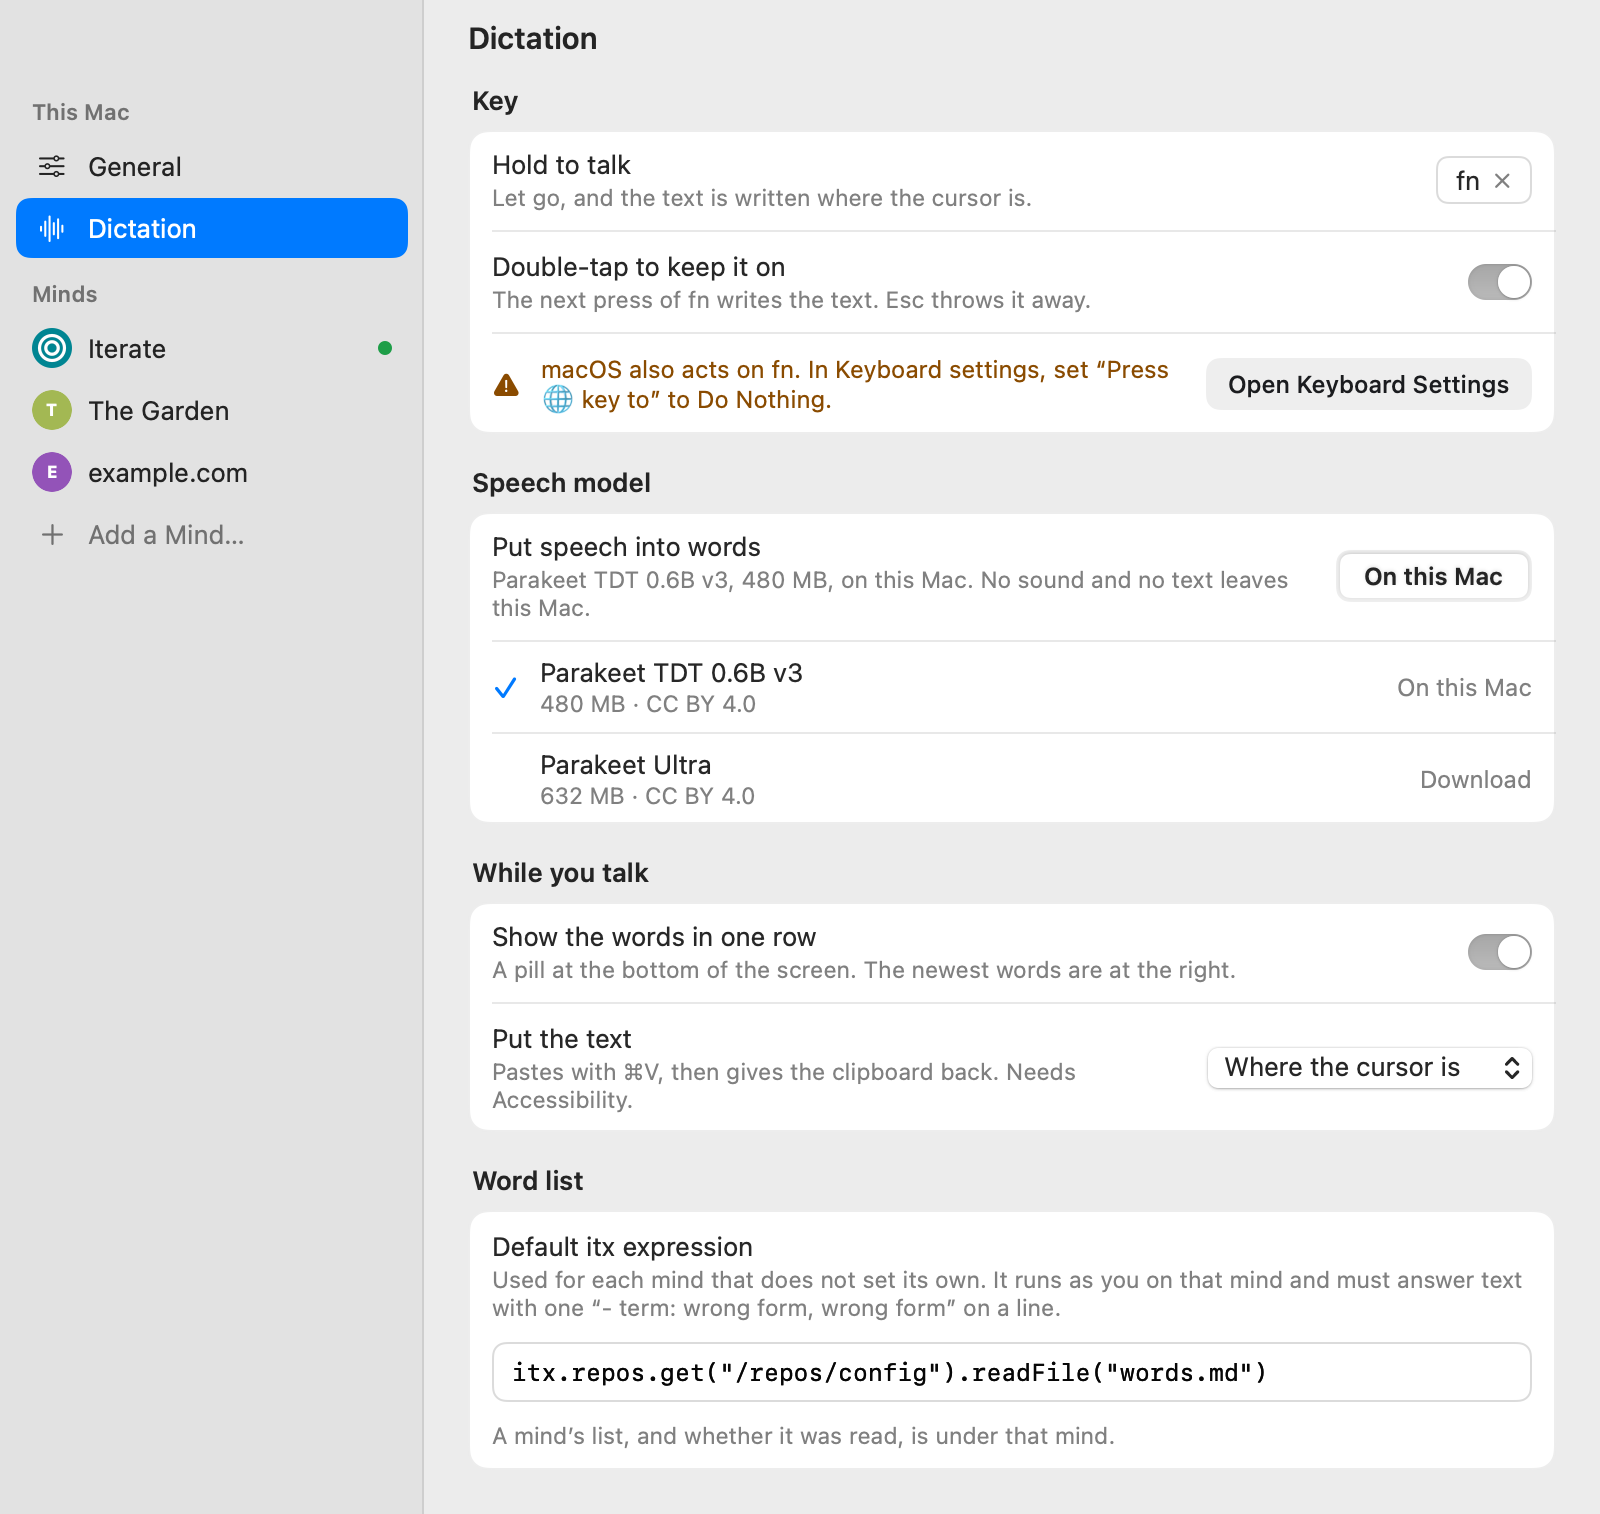 This Mac
General
Dictation
Minds
Iterate
T
The Garden
E
example.com
Add a Mind...
Dictation
Key
Hold to talk
Let go, and the text is written where the cursor is.
fn
Double-tap to keep it on
The next press of fn writes the text. Esc throws it away.
macOS also acts on fn. In Keyboard settings, set “Press
🌐 key to” to Do Nothing.
Open Keyboard Settings
Speech model
Put speech into words
Parakeet TDT 0.6B v3, 480 MB, on this Mac. No sound and no text leaves
this Mac.
On this Mac
Parakeet TDT 0.6B v3
480 MB · CC BY 4.0
On this Mac
Parakeet Ultra
632 MB · CC BY 4.0
Download
While you talk
Show the words in one row
A pill at the bottom of the screen. The newest words are at the right.
Put the text
Pastes with ⌘V, then gives the clipboard back. Needs
Accessibility.
Where the cursor is
Word list
Default itx expression
Used for each mind that does not set its own. It runs as you on that mind and must answer text
with one “- term: wrong form, wrong form” on a line.
itx.repos.get("/repos/config").readFile("words.md")
A mind’s list, and whether it was read, is under that mind.